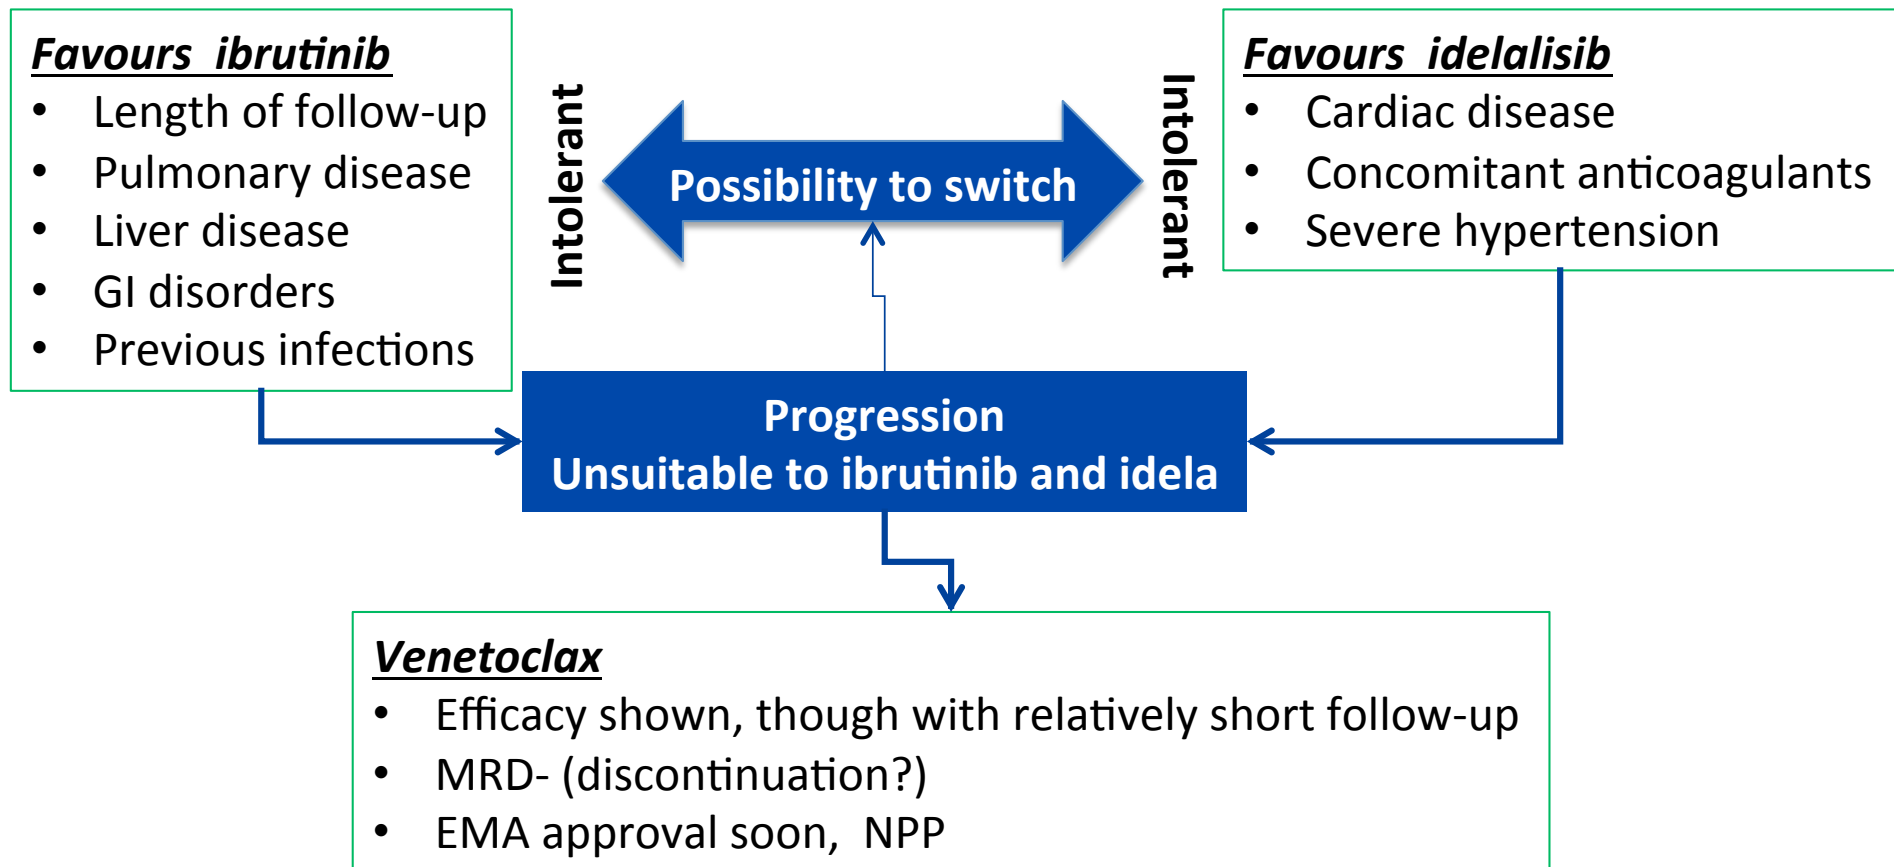 Favours ibrutinib
• Length of follow-up
• Pulmonary disease
• Liver disease
• GI disorders
• Previous infections
Intolerant
Possibility to switch
Intolerant
Favours idelalisib
• Cardiac disease
• Concomitant anticoagulants
• Severe hypertension
Progression
Unsuitable to ibrutinib and idela
Venetoclax
• Efficacy shown, though with relatively short follow-up
• MRD- (discontinuation?)
• EMA approval soon, NPP